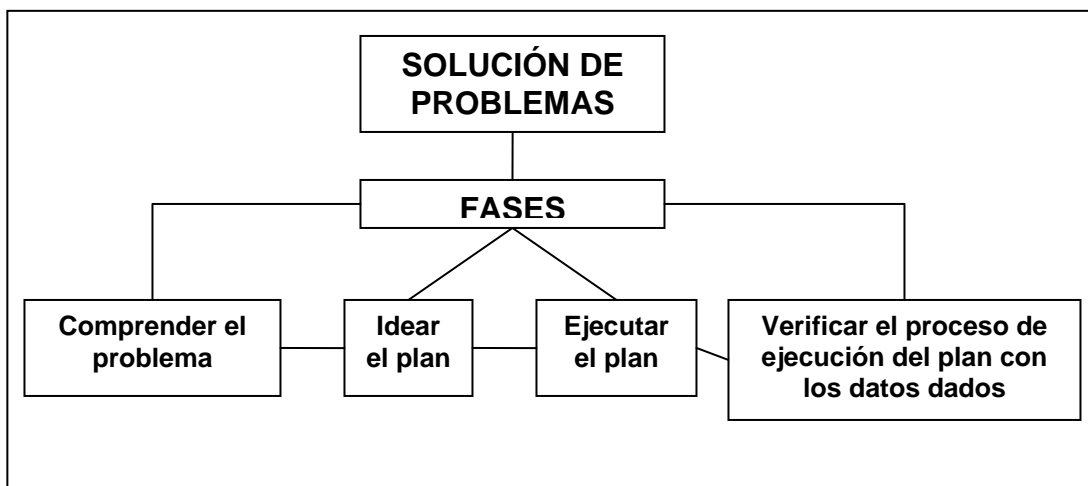 SOLUCIÓN DE
PROBLEMAS
FASES
Comprender el
problema
Idear
el plan
Ejecutar
el plan
Verificar el proceso de
ejecución del plan con
los datos dados